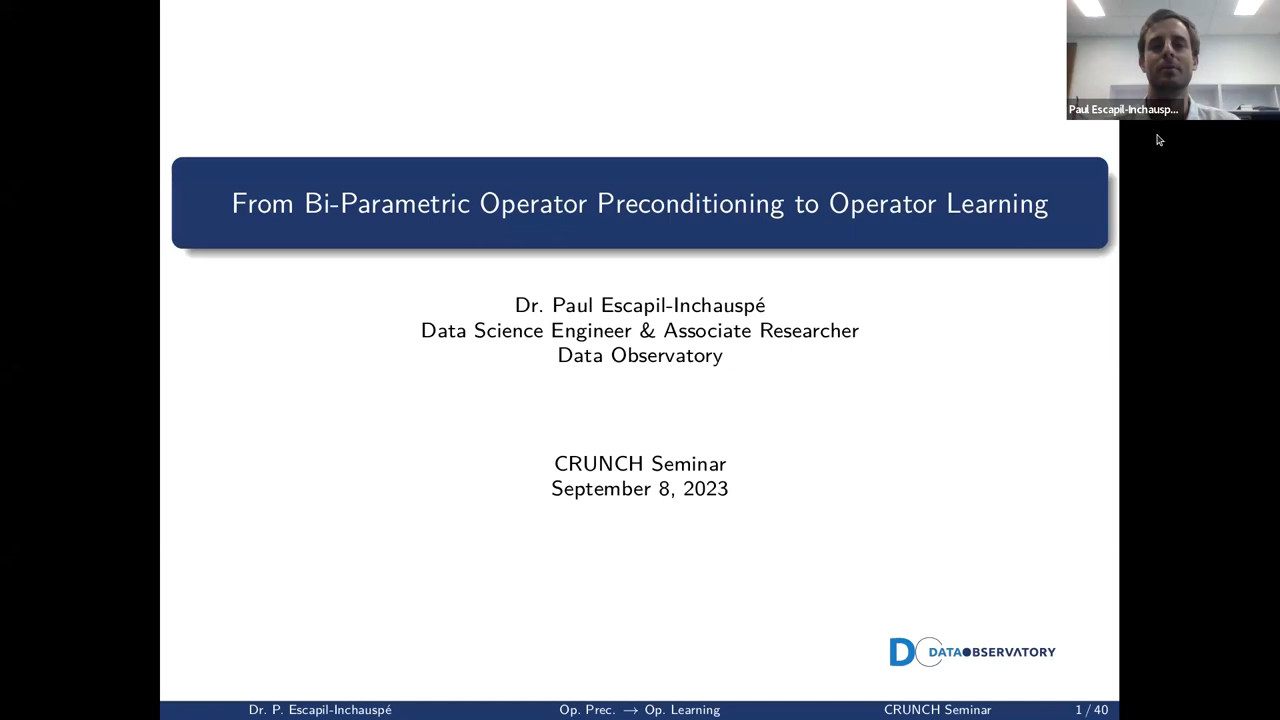 Paul Escapil-Inchausp...
From Bi-Parametric Operator Preconditioning to Operator Learning
Dr. Paul Escapil-Inchauspé
Data Science Engineer & Associate Researcher
Data Observatory
CRUNCH Seminar
September 8, 2023
DATAOBSERVATORY
Dr. P. Escapil-Inchauspé Op. Prec. → Op. Learning CRUNCH Seminar 1 / 40